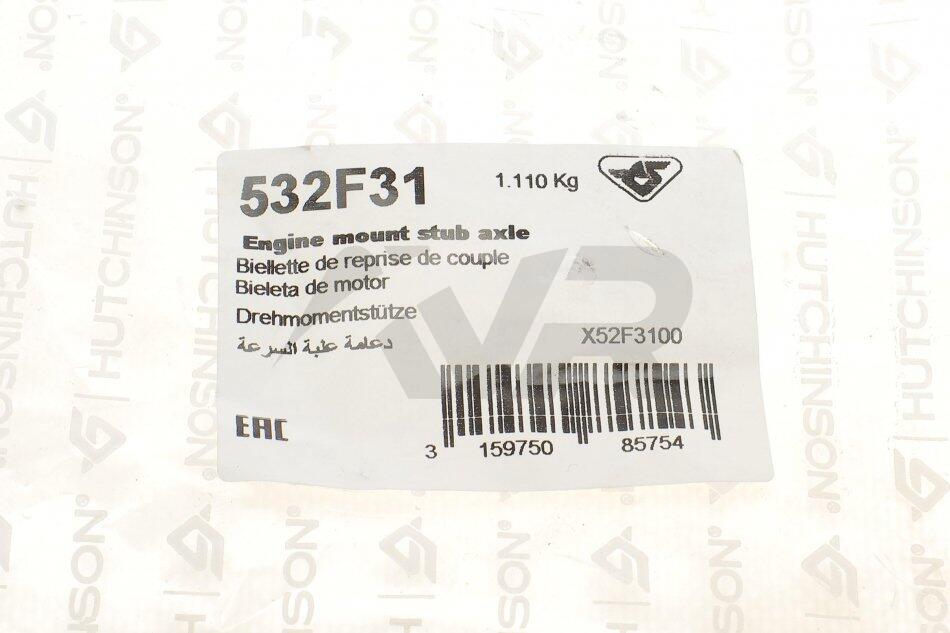 532F31
1.110 Kg
Engine mount stub axle
Biellette de reprise de couple
Bieleta de motor
Drehmomentstütze
دعامة علبة السرعة
X52F3100
EAC
3 159750 85754
VR
HUTCHINSON®